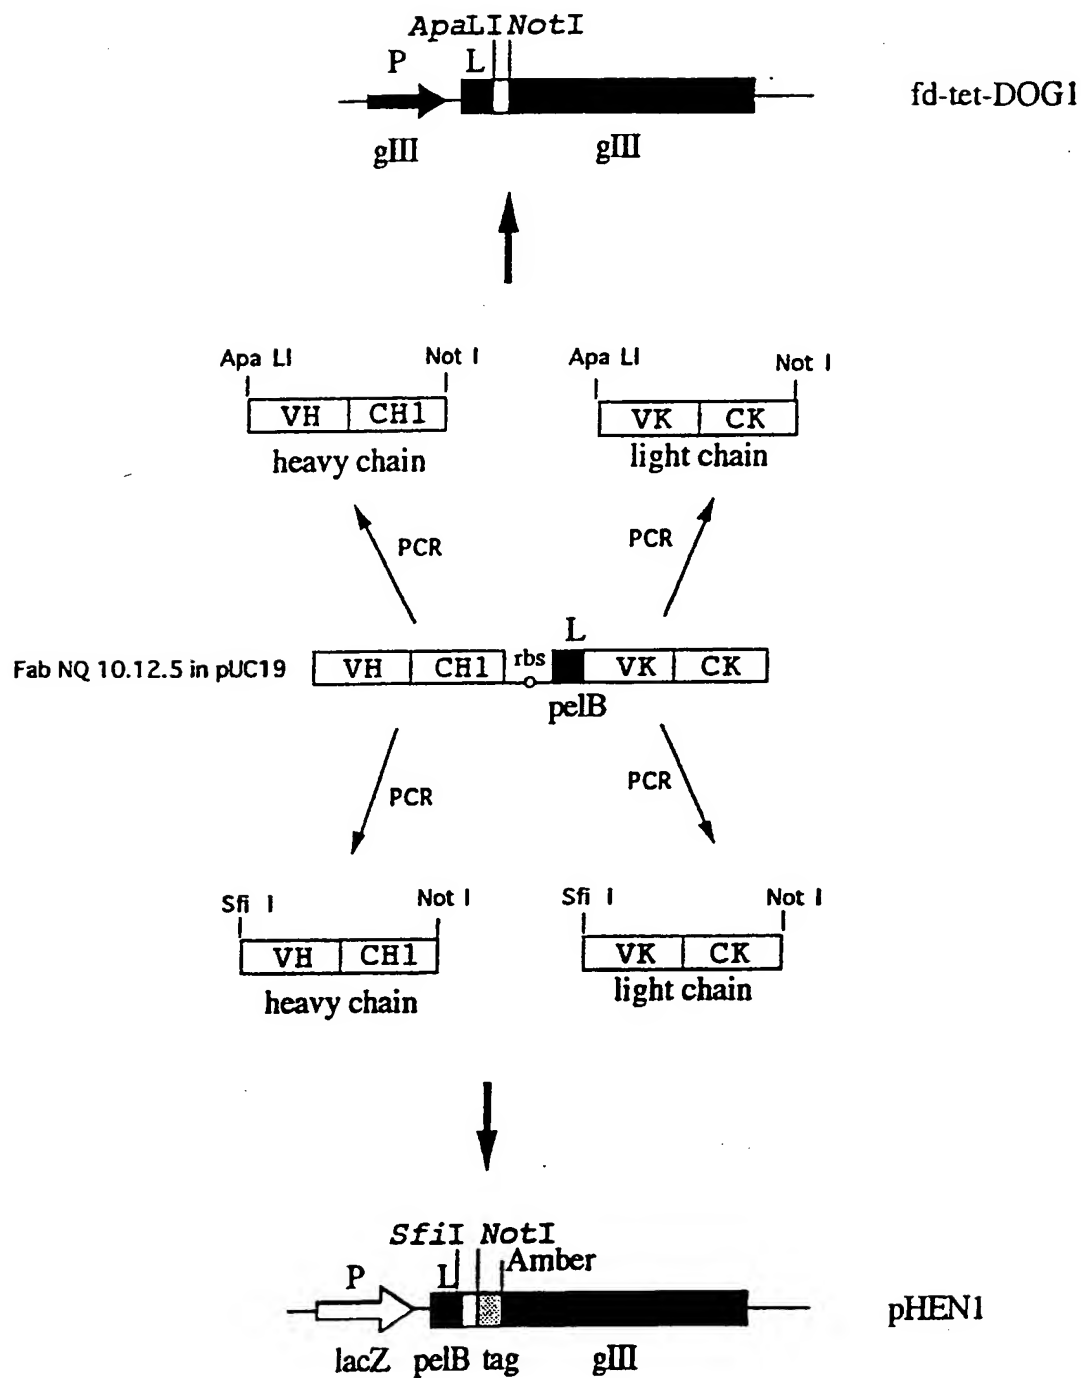 ApaLI NotI
P L
fd-tet-DOG1
gIII gIII
Apa LI Not I Apa LI Not I
VH CH1 VK CK
heavy chain light chain
PCR PCR
L
Fab NQ 10.12.5 in pUC19 VH CH1 rbs VK CK
pelB
PCR PCR
Sfi I Not I Sfi I Not I
VH CH1 VK CK
heavy chain light chain
SfiI NotI
Amber
P L
pHEN1
lacZ pelB tag gIII